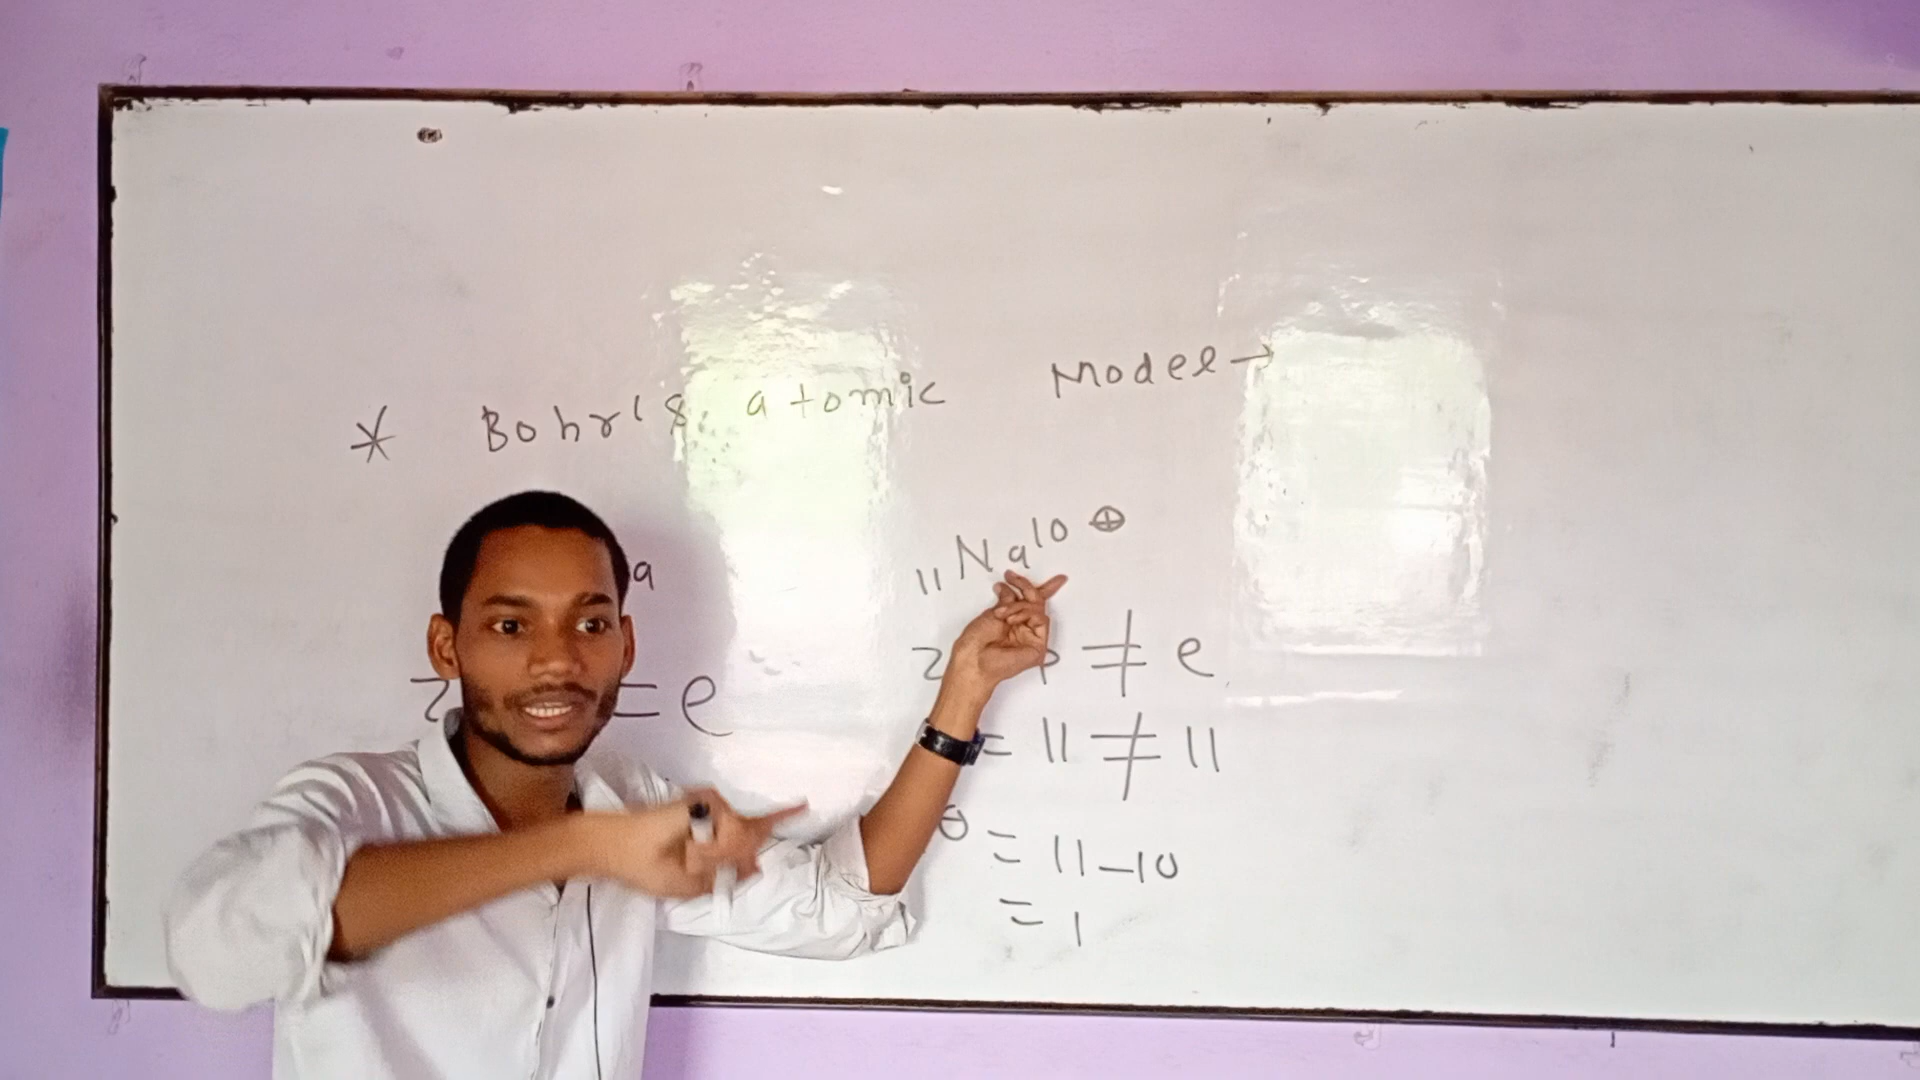 * Bohr's atomic Model →
a
11Na10 ⊕
= e
≠ e
= 11 ≠ 11
= 11-10
= 1